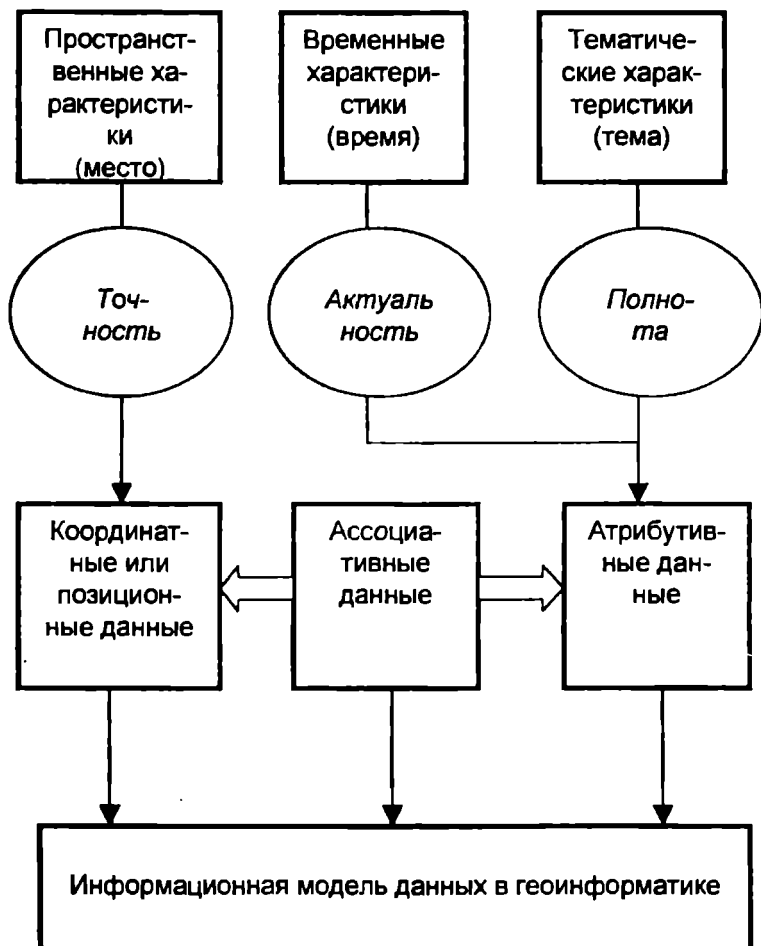 Пространст-
венные ха-
рактеристи-
ки
(место)
Временные
характери-
стики
(время)
Тематиче-
ские харак-
теристики
(тема)
Точ-
ность
Актуаль
ность
Полно-
та
Координат-
ные или
позицион-
ные данные
Ассоциа-
тивные
данные
Атрибутив-
ные дан-
ные
Информационная модель данных в геоинформатике